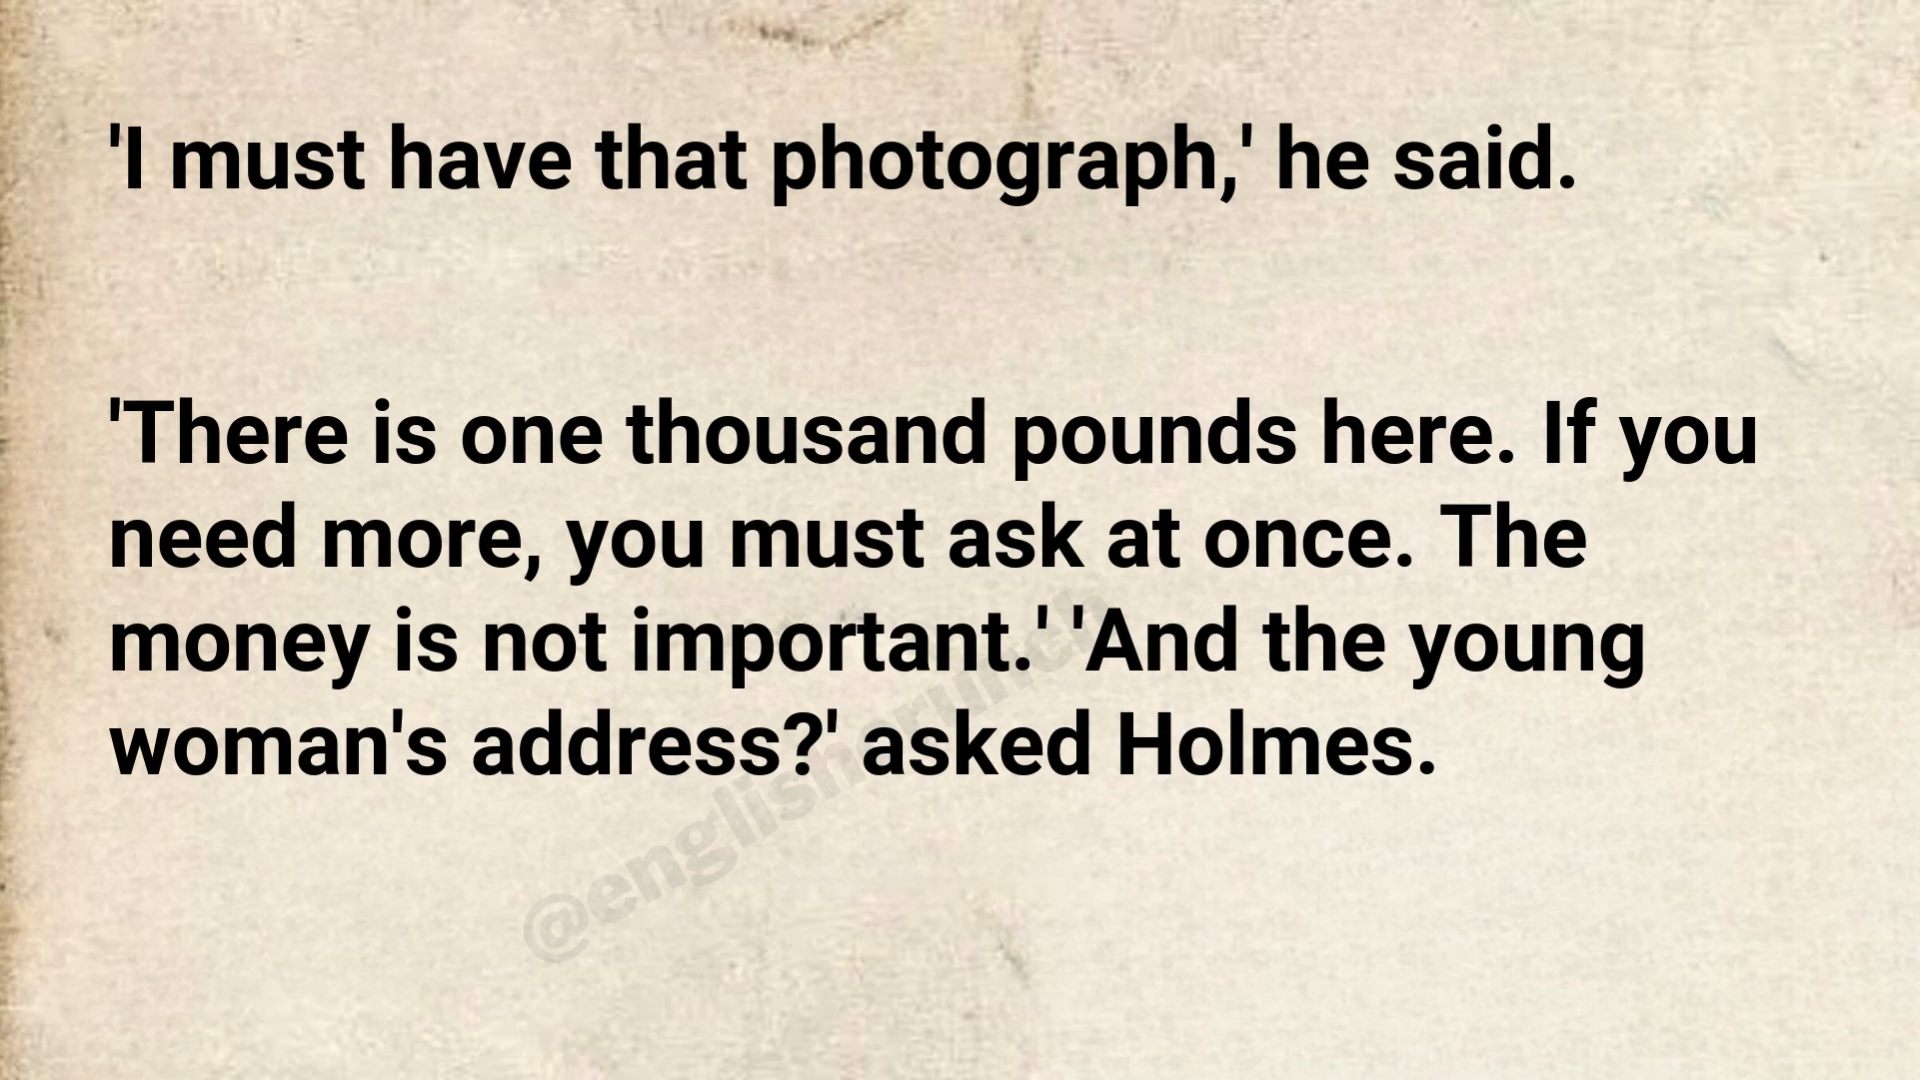 'I must have that photograph,' he said.
'There is one thousand pounds here. If you
need more, you must ask at once. The
money is not important.' 'And the young
woman's address?' asked Holmes.